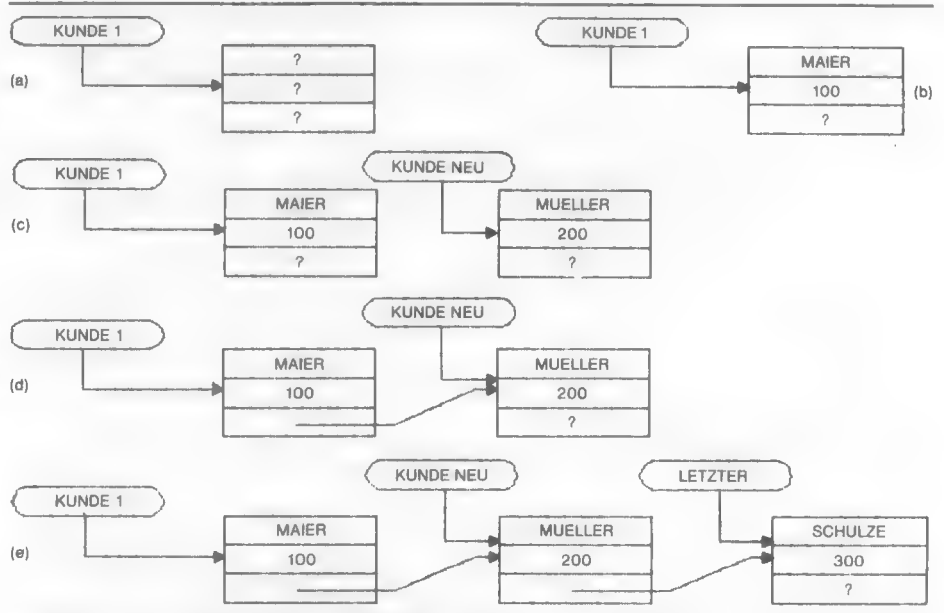 KUNDE 1
(a)
?
?
?
KUNDE 1
MAIER
100
?
(b)
KUNDE 1
KUNDE NEU
(c)
MAIER
100
?
MUELLER
200
?
KUNDE 1
KUNDE NEU
(d)
MAIER
100
MUELLER
200
?
KUNDE 1
KUNDE NEU
LETZTER
(e)
MAIER
100
MUELLER
200
SCHULZE
300
?